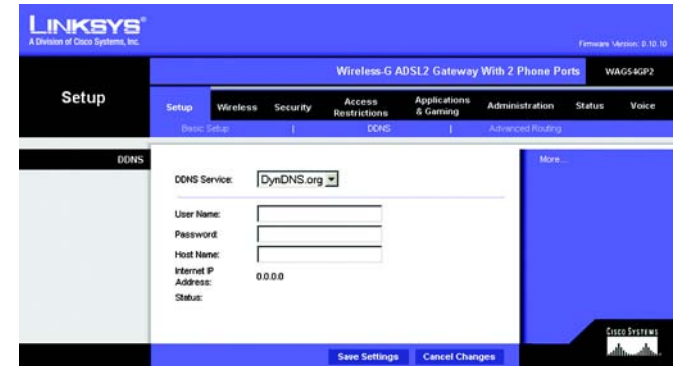 LINKSYS®
A Division of Cisco Systems, Inc.
Firmware Version: 0.10.10
Wireless-G ADSL2 Gateway With 2 Phone Ports WAG54GP2
Setup
Setup Wireless Security Access Restrictions Applications & Gaming Administration Status Voice
Basic Setup | DDNS | Advanced Routing
DDNS
More...
DDNS Service: DynDNS.org
User Name:
Password:
Host Name:
Internet IP
Address: 0.0.0.0
Status:
CISCO SYSTEMS
Save Settings Cancel Changes